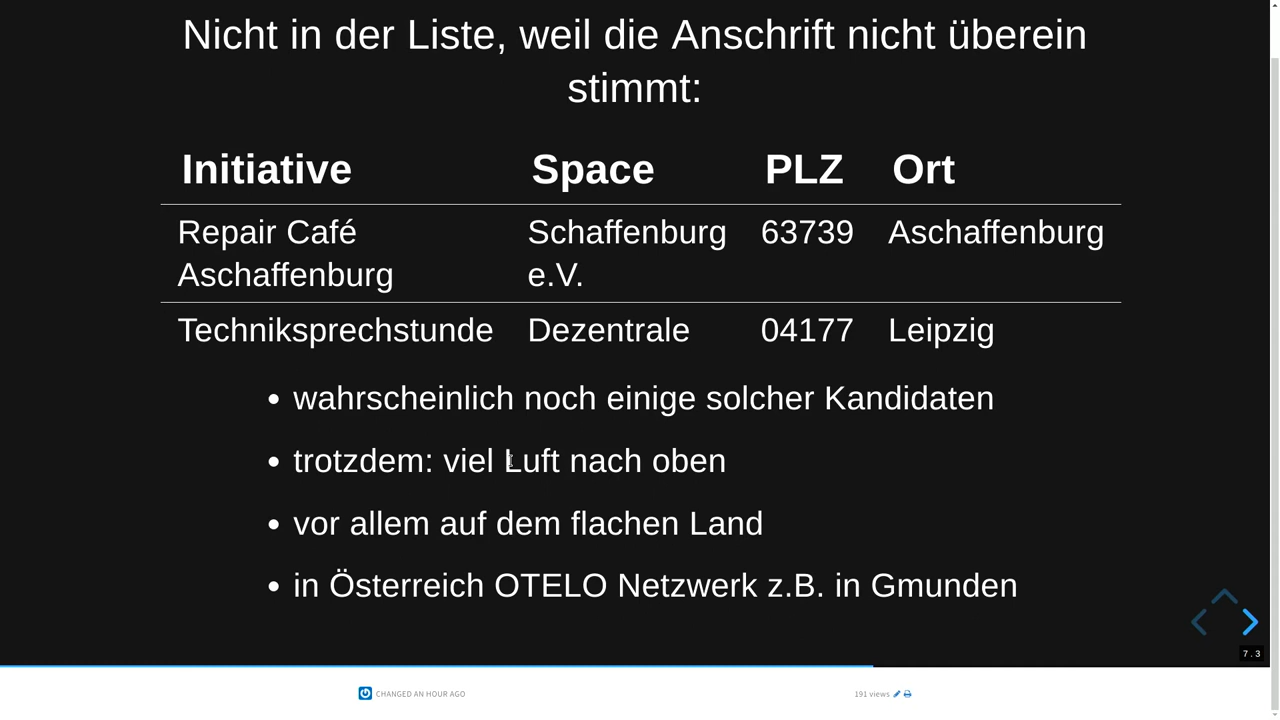 Nicht in der Liste, weil die Anschrift nicht überein
stimmt:
Initiative Space PLZ Ort
Repair Café Schaffenburg 63739 Aschaffenburg
Aschaffenburg e.V.
Techniksprechstunde Dezentrale 04177 Leipzig
• wahrscheinlich noch einige solcher Kandidaten
• trotzdem: viel Luft nach oben
• vor allem auf dem flachen Land
• in Österreich OTELO Netzwerk z.B. in Gmunden
7.3
CHANGED AN HOUR AGO 191 views